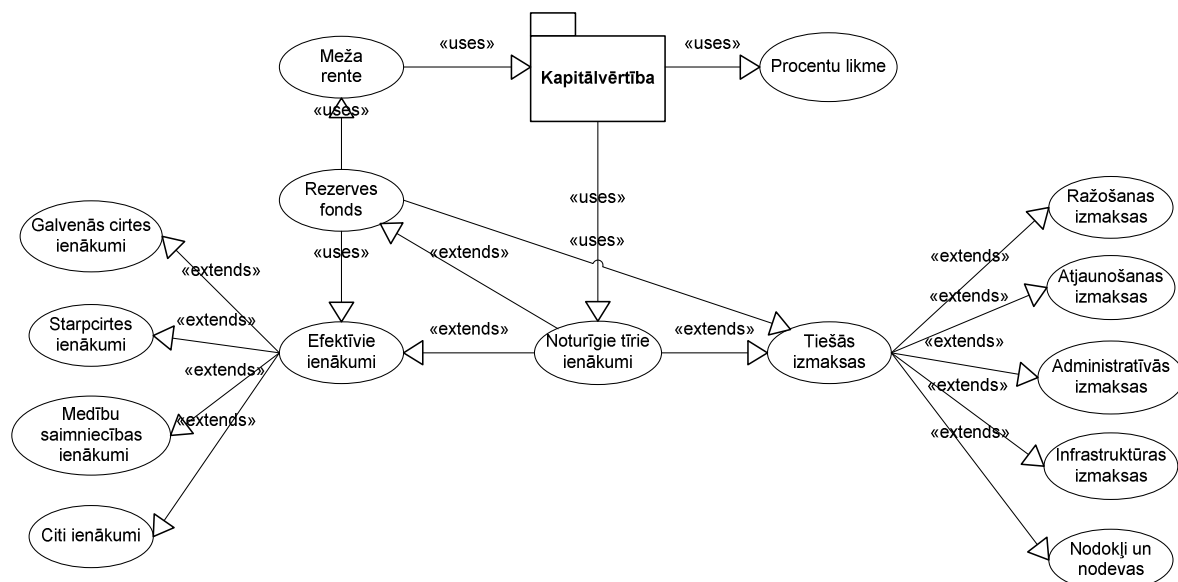 «uses»
«uses»
Meža
rente
Kapitālvērtība
Procentu likme
«uses»
Rezerves
fonds
«uses»
Ražošanas
izmaksas
Galvenās cirtes
ienākumi
«uses»
«uses»
«extends»
«extends»
«extends»
Atjaunošanas
izmaksas
«extends»
Starpcirtes
ienākumi
«extends»
Efektīvie
ienākumi
«extends»
Noturīgie tīrie
ienākumi
«extends»
Tiešās
izmaksas
«extends»
Administratīvās
izmaksas
«extends»
«extends»
Medību
saimniecības
ienākumi
«extends»
«extends»
Infrastruktūras
izmaksas
Citi ienākumi
Nodokļi un
nodevas